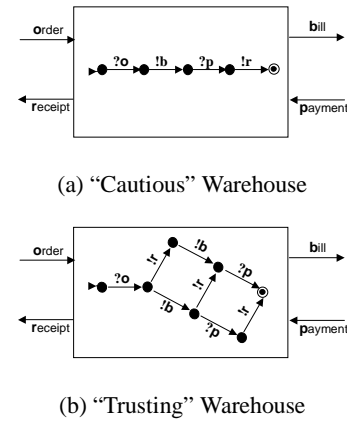 order
bill
?o !b ?p !r
receipt
payment
(a) “Cautious” Warehouse
order
bill
!b
?p
!r
?o
!r
!r
!b
?p
receipt
payment
(b) “Trusting” Warehouse